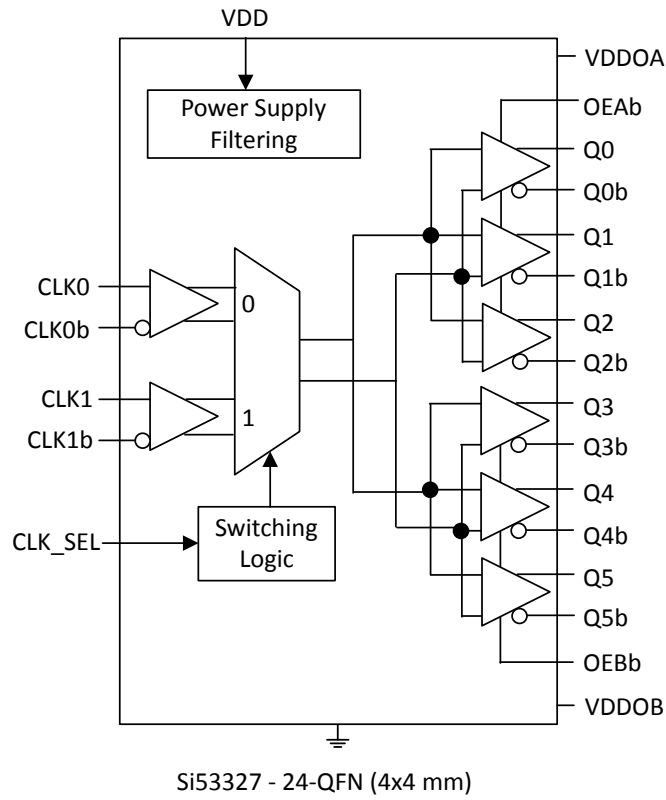 VDD
Power Supply
Filtering
VDDOA
OEAb
Q0
Q0b
Q1
Q1b
Q2
Q2b
CLK0
CLK0b
0
CLK1
CLK1b
1
CLK_SEL
Switching
Logic
Q3
Q3b
Q4
Q4b
Q5
Q5b
OEBb
VDDOB
Si53327 - 24-QFN (4x4 mm)